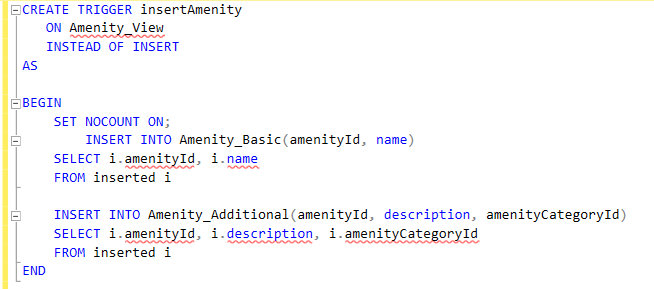 CREATE TRIGGER insertAmenity
ON Amenity_View
INSTEAD OF INSERT
AS
BEGIN
SET NOCOUNT ON;
INSERT INTO Amenity_Basic(amenityId, name)
SELECT i.amenityId, i.name
FROM inserted i
INSERT INTO Amenity_Additional(amenityId, description, amenityCategoryId)
SELECT i.amenityId, i.description, i.amenityCategoryId
FROM inserted i
END